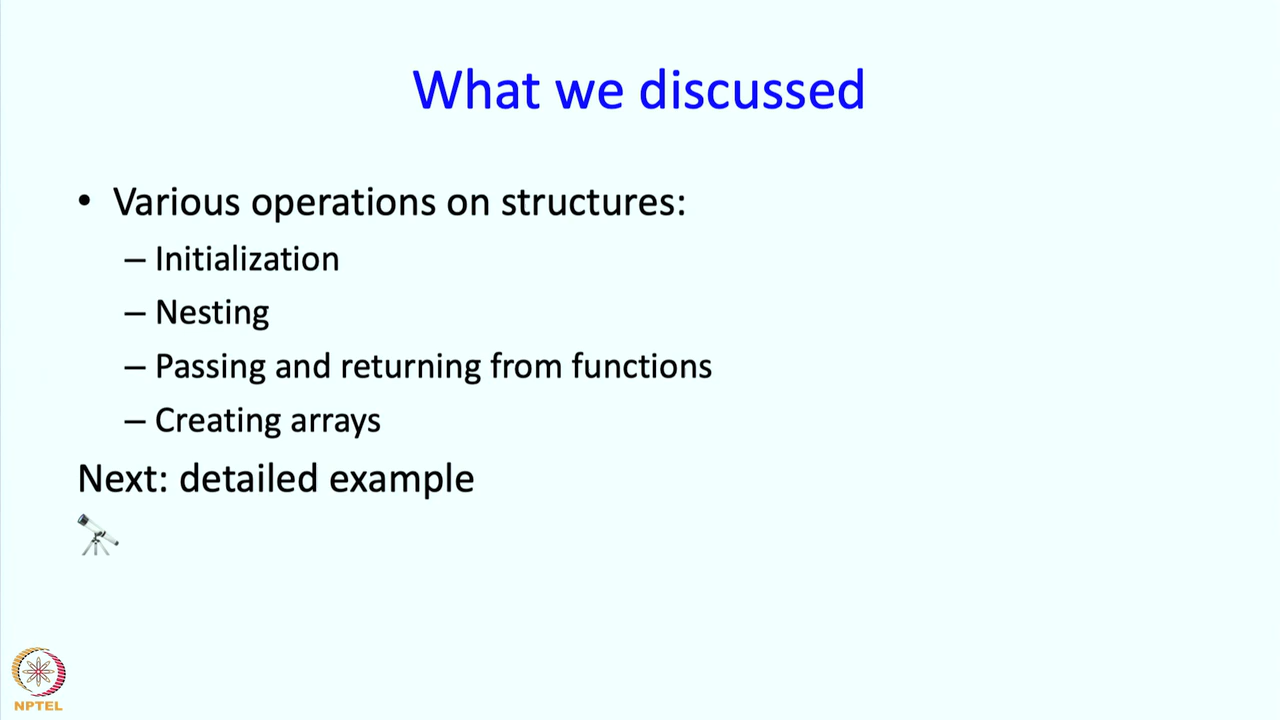 What we discussed
• Various operations on structures:
– Initialization
– Nesting
– Passing and returning from functions
– Creating arrays
Next: detailed example
NPTEL